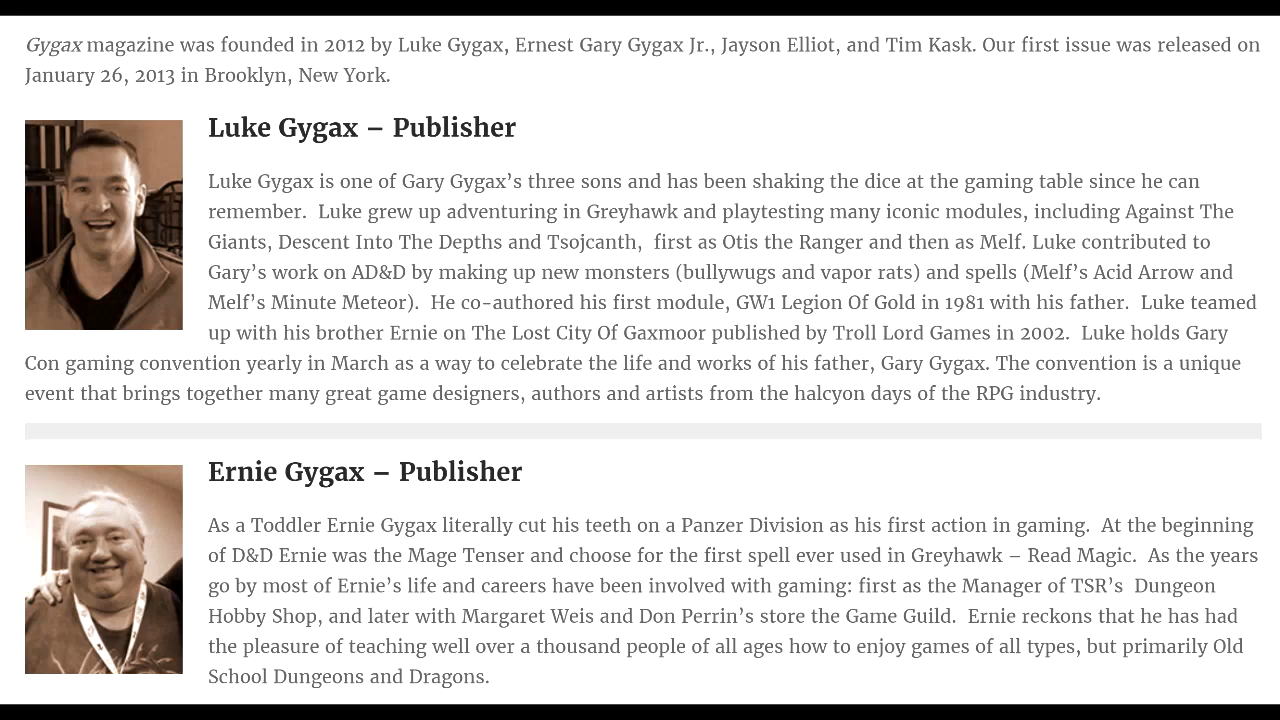 Gygax magazine was founded in 2012 by Luke Gygax, Ernest Gary Gygax Jr., Jayson Elliot, and Tim Kask. Our first issue was released on
January 26, 2013 in Brooklyn, New York.
Luke Gygax – Publisher
Luke Gygax is one of Gary Gygax’s three sons and has been shaking the dice at the gaming table since he can
remember.  Luke grew up adventuring in Greyhawk and playtesting many iconic modules, including Against The
Giants, Descent Into The Depths and Tsojcanth,  first as Otis the Ranger and then as Melf. Luke contributed to
Gary’s work on AD&D by making up new monsters (bullywugs and vapor rats) and spells (Melf’s Acid Arrow and
Melf’s Minute Meteor).  He co-authored his first module, GW1 Legion Of Gold in 1981 with his father.  Luke teamed
up with his brother Ernie on The Lost City Of Gaxmoor published by Troll Lord Games in 2002.  Luke holds Gary
Con gaming convention yearly in March as a way to celebrate the life and works of his father, Gary Gygax. The convention is a unique
event that brings together many great game designers, authors and artists from the halcyon days of the RPG industry.
Ernie Gygax – Publisher
As a Toddler Ernie Gygax literally cut his teeth on a Panzer Division as his first action in gaming.  At the beginning
of D&D Ernie was the Mage Tenser and choose for the first spell ever used in Greyhawk – Read Magic.  As the years
go by most of Ernie’s life and careers have been involved with gaming: first as the Manager of TSR’s  Dungeon
Hobby Shop, and later with Margaret Weis and Don Perrin’s store the Game Guild.  Ernie reckons that he has had
the pleasure of teaching well over a thousand people of all ages how to enjoy games of all types, but primarily Old
School Dungeons and Dragons.